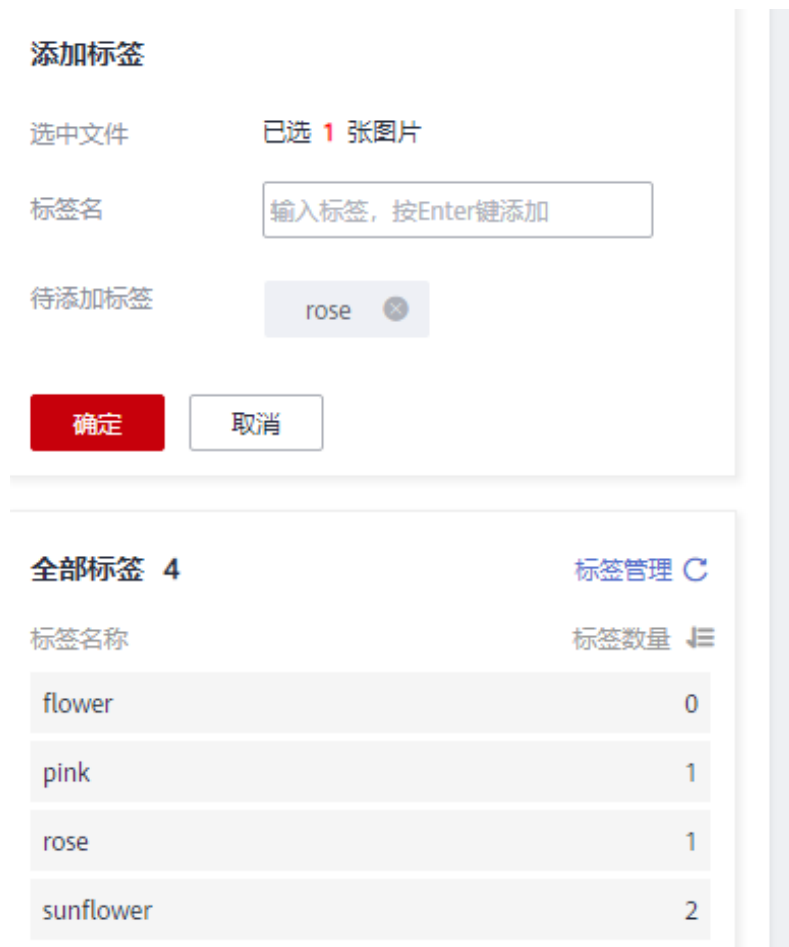 添加标签
选中文件 已选 1 张图片
标签名 输入标签，按Enter键添加
待添加标签 rose
确定 取消
全部标签 4 标签管理
标签名称 标签数量
flower 0
pink 1
rose 1
sunflower 2